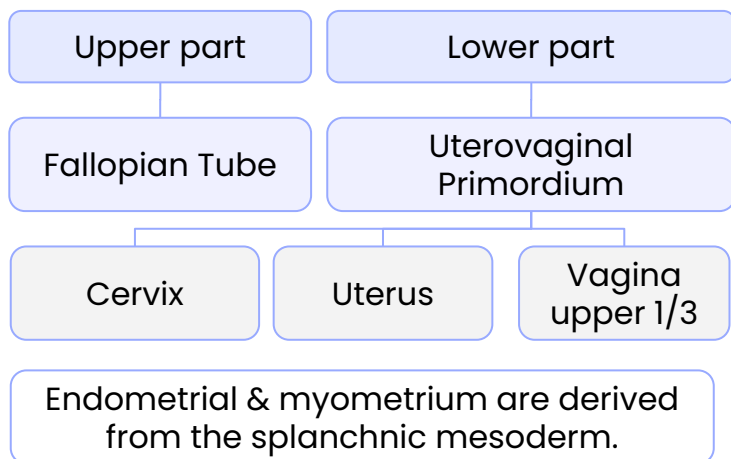 Upper part
Lower part
Fallopian Tube
Uterovaginal
Primordium
Cervix
Uterus
Vagina
upper 1/3
Endometrial & myometrium are derived
from the splanchnic mesoderm.